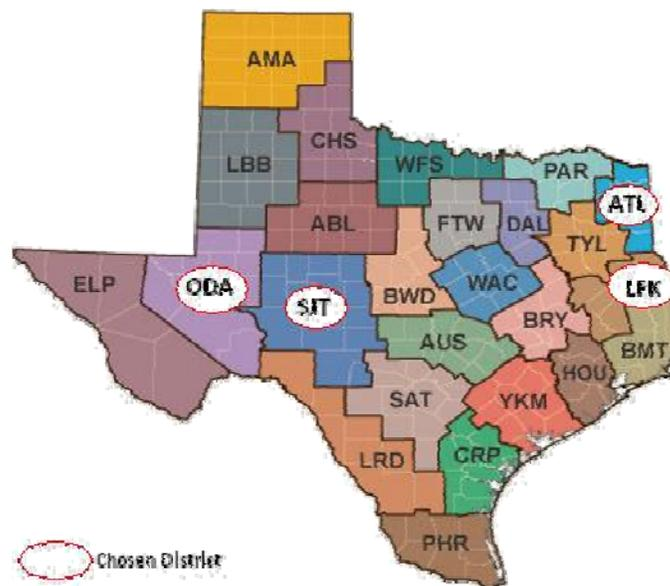 AMA
CHS
LBB
WFS
PAR
ATL
ABL
FTW
DAL
TYL
ELP
ODA
SJT
BWD
WAC
LFK
BRY
AUS
BMT
HOU
SAT
YKM
LRD
CRP
PHR
Chosen District